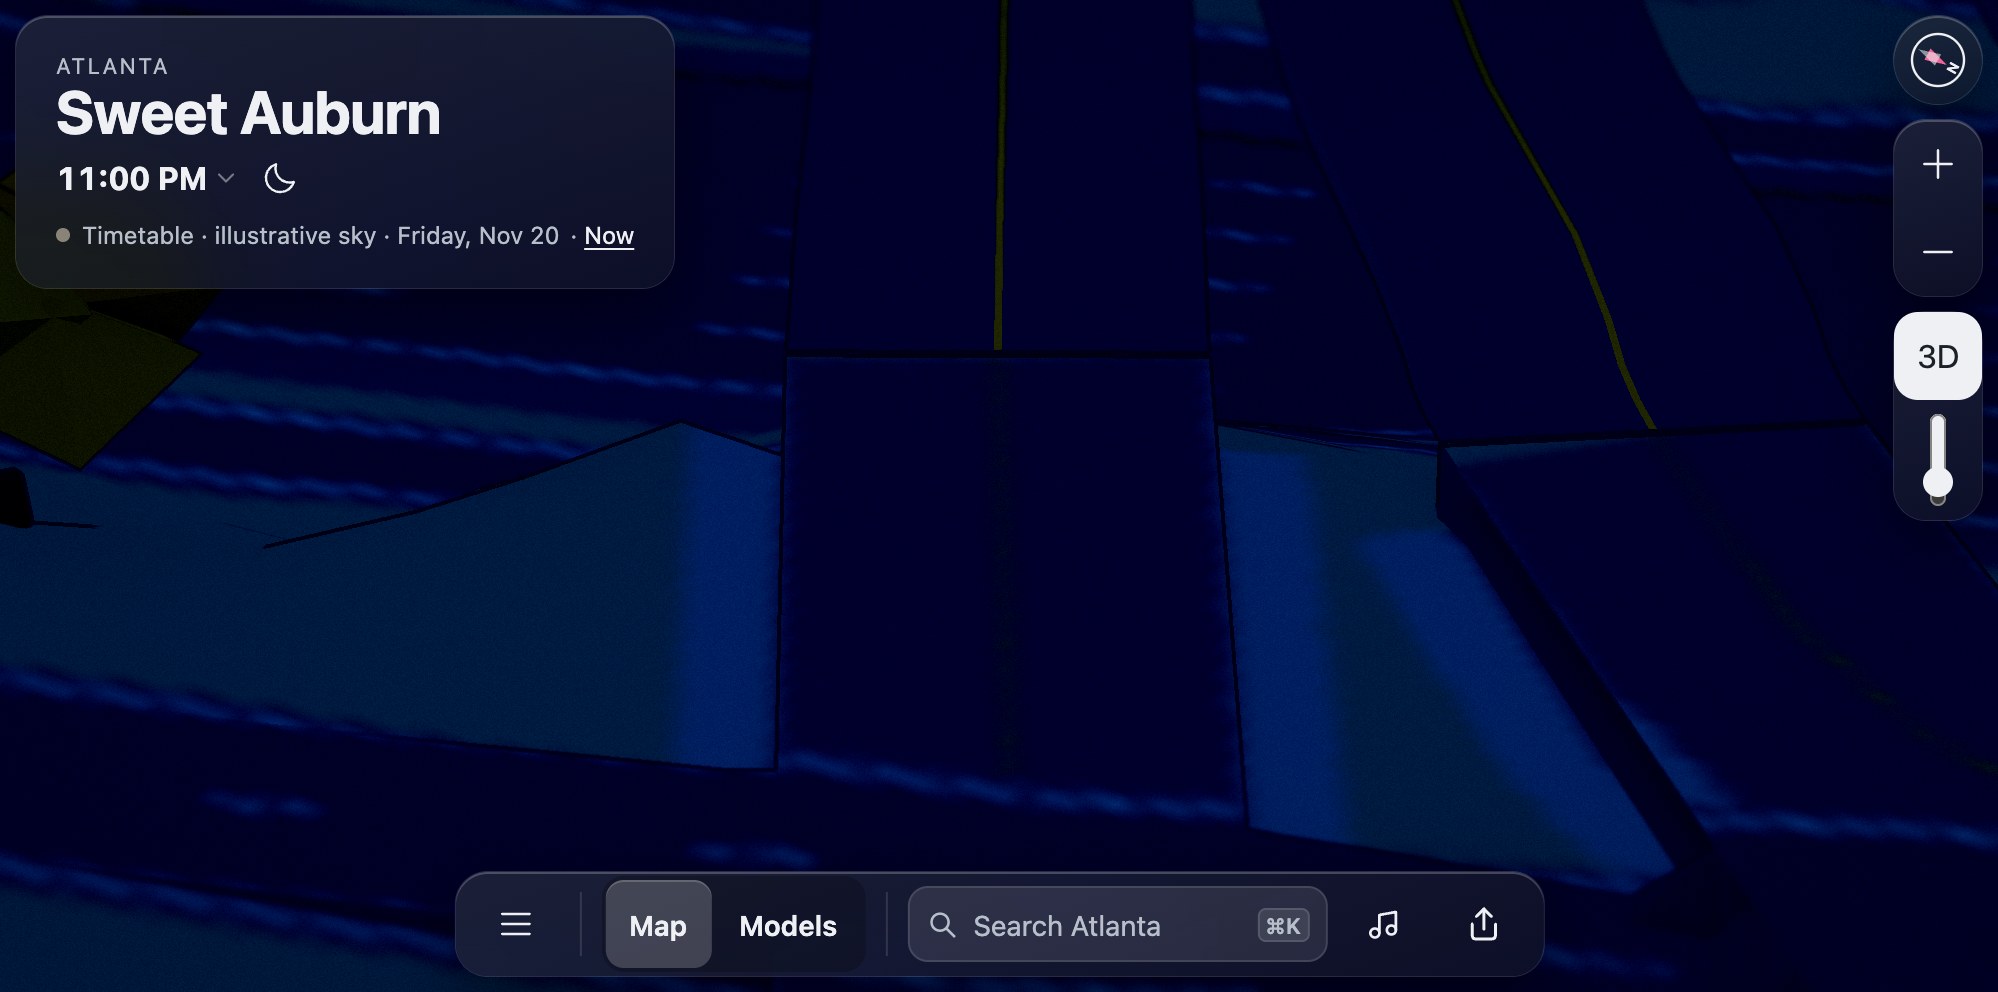 ATLANTA
Sweet Auburn
11:00 PM
Timetable · illustrative sky · Friday, Nov 20 · Now
N
3D
Map
Models
Search Atlanta
⌘K